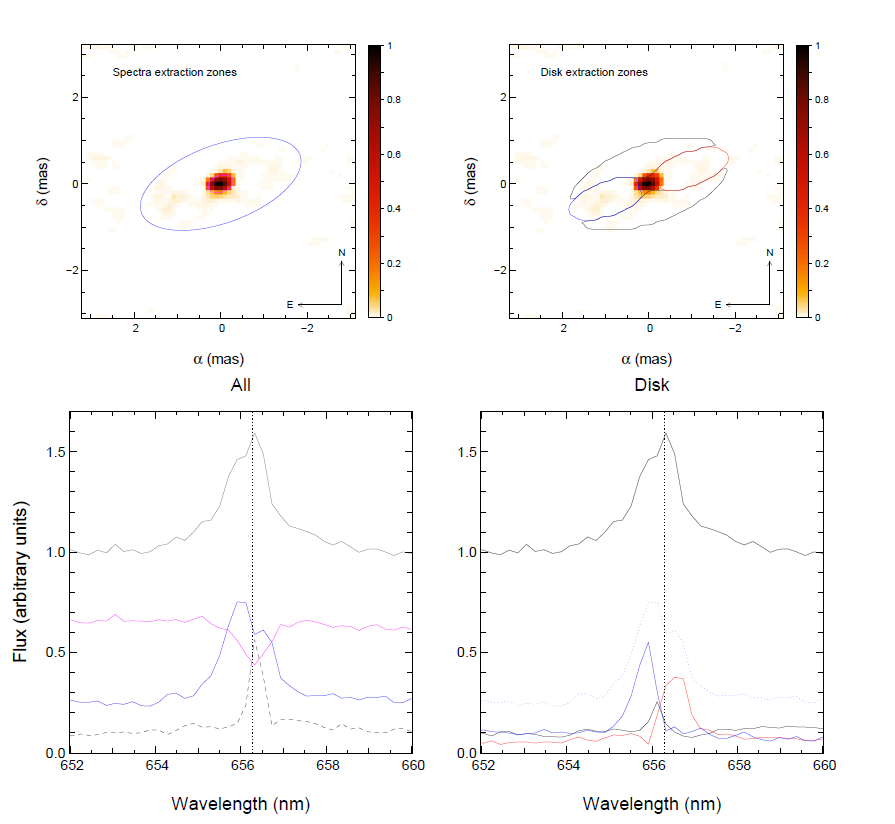 Spectra extraction zones
Disk extraction zones
δ (mas)
2
0
−2
N
E
1
0.8
0.6
0.4
0.2
0
δ (mas)
2
0
−2
N
E
1
0.8
0.6
0.4
0.2
0
2 0 −2
2 0 −2
α (mas)
α (mas)
All
Disk
Flux (arbitrary units)
1.5
1.0
0.5
0.0
1.5
1.0
0.5
0.0
652 654 656 658 660
652 654 656 658 660
Wavelength (nm)
Wavelength (nm)